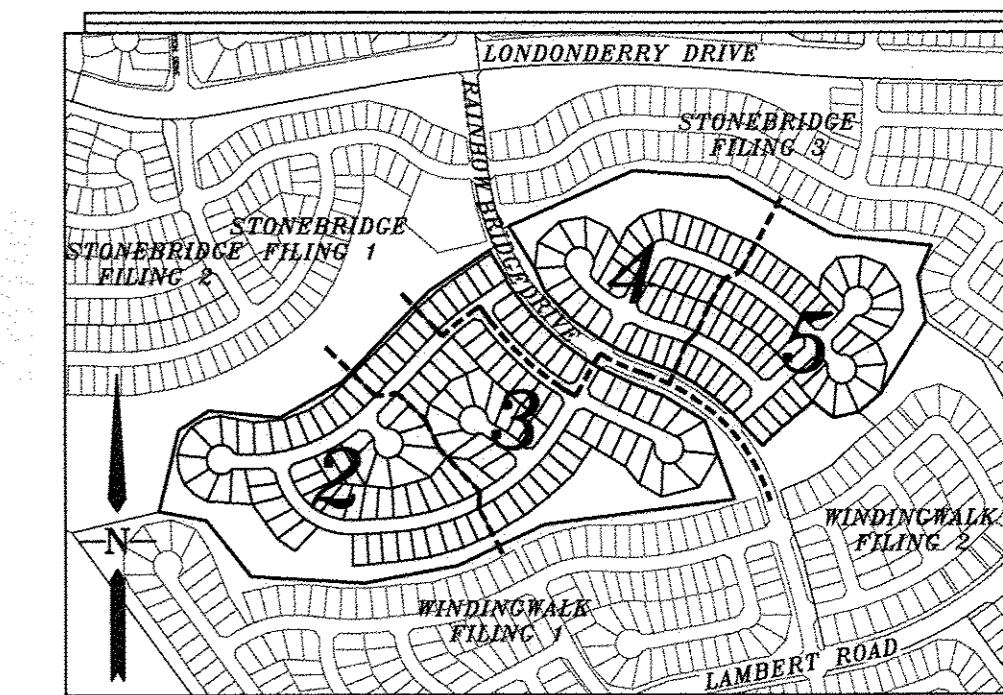 LONDONDERRY DRIVE
RAINBOW BRIDGE DRIVE
STONEBRIDGE
FILING 3
STONEBRIDGE
FILING 1
STONEBRIDGE
FILING 2
4
5
3
2
N
WINDINGWALK
FILING 2
WINDINGWALK
FILING 1
LAMBERT ROAD